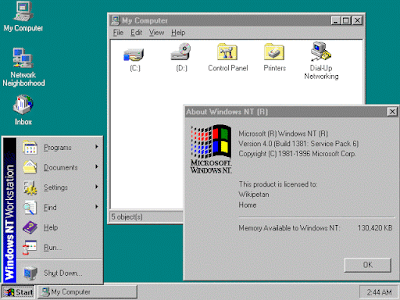 My Computer
Network
Neighborhood
Inbox
My Computer
File Edit View Help
(C:)
(D:)
Control Panel
Printers
Dial-Up
Networking
5 object(s)
About Windows NT (R)
MICROSOFT
WINDOWS NT.
Microsoft (R) Windows NT (R)
Version 4.0 (Build 1381: Service Pack 6)
Copyright (C) 1981-1996 Microsoft Corp.
This product is licensed to:
Wikipetan
Home
Memory Available to Windows NT: 130,420 KB
OK
Windows NT Workstation
Programs
Documents
Settings
Find
Help
Run...
Shut Down...
Start
My Computer
2:44 AM